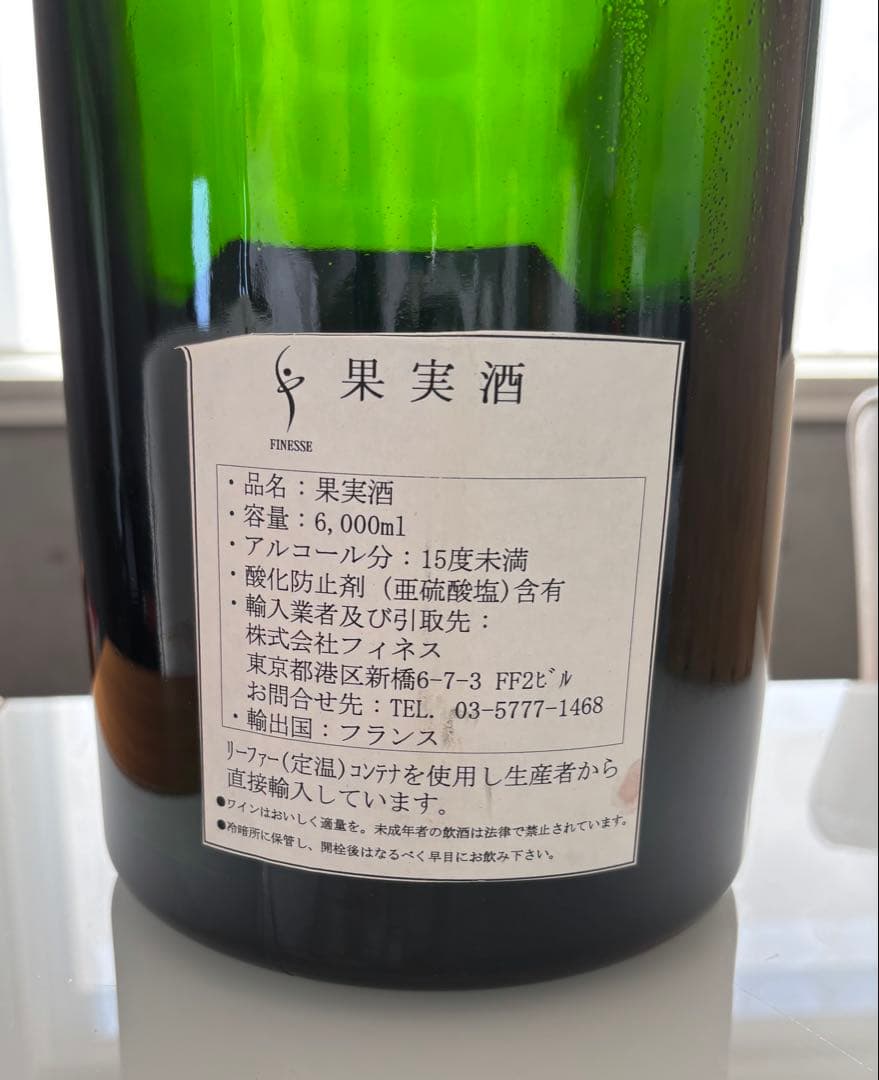 果実酒
FINESSE
・品名：果実酒
・容量：6,000ml
・アルコール分：15度未満
・酸化防止剤（亜硫酸塩)含有
・輸入業者及び引取先：
株式会社フィネス
東京都港区新橋6-7-3 FF2ﾋﾞﾙ
お問合せ先：TEL. 03-5777-1468
・輸出国：フランス
ﾘｰﾌｧｰ(定温)ｺﾝﾃﾅを使用し生産者から
直接輸入しています。
●ワインはおいしく適量を。未成年者の飲酒は法律で禁止されています。
●冷暗所に保管し、開栓後はなるべく早目にお飲み下さい。